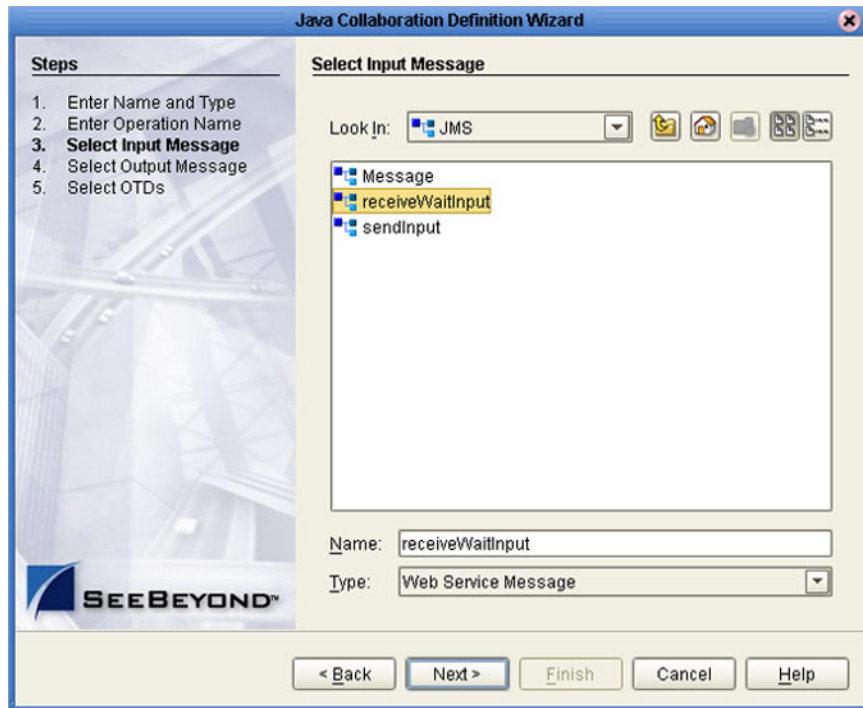 Java Collaboration Definition Wizard
Steps
1. Enter Name and Type
2. Enter Operation Name
3. Select Input Message
4. Select Output Message
5. Select OTDs
SEEBEYOND™
Select Input Message
Look In: JMS
Message
receiveWaitInput
sendInput
Name: receiveWaitInput
Type: Web Service Message
< Back Next > Finish Cancel Help